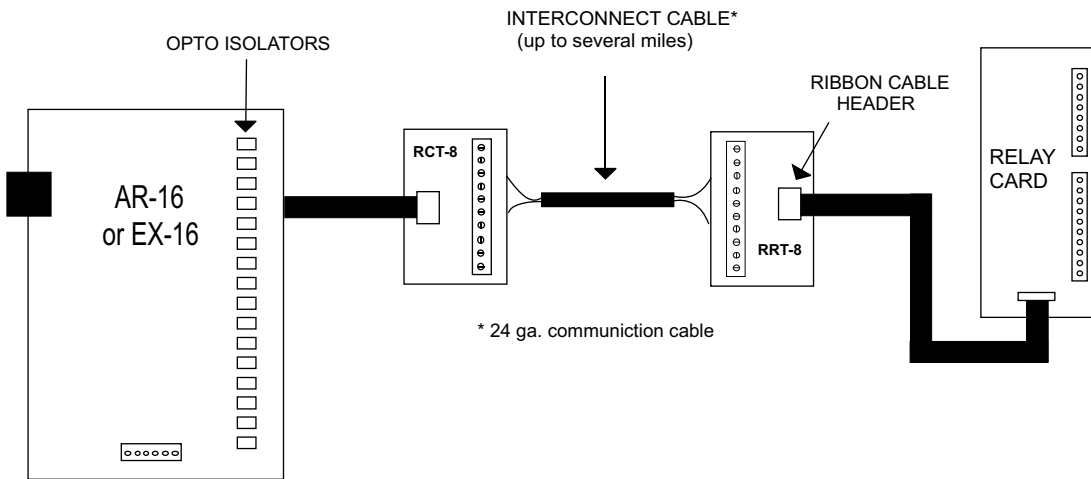 INTERCONNECT CABLE*
(up to several miles)
OPTO ISOLATORS
RIBBON CABLE
HEADER
RCT-8
RELAY
CARD
AR-16
or EX-16
RRT-8
* 24 ga. communiction cable